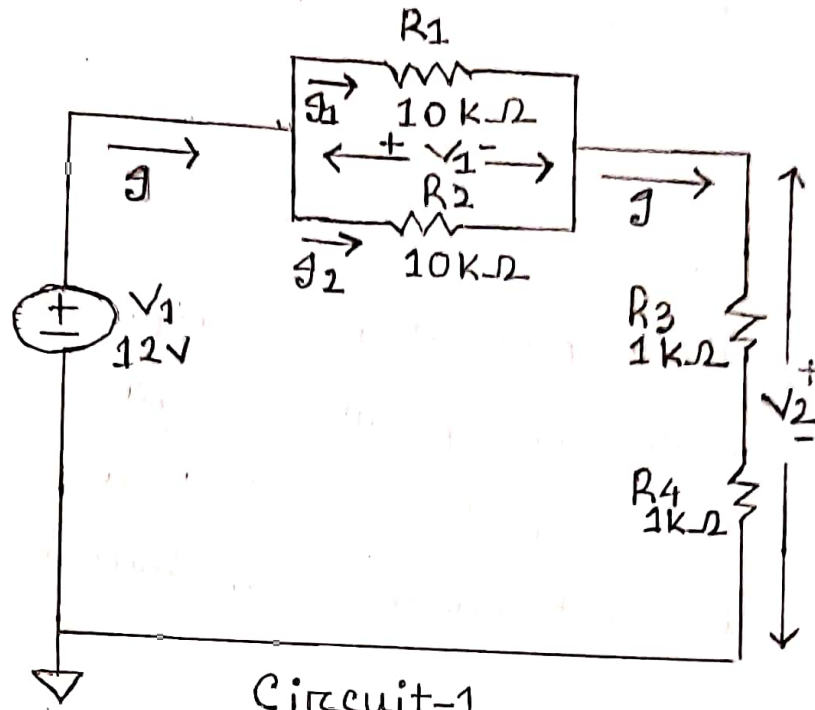 R1
10kΩ
I1
+ V1 -
I
R2
10kΩ
I2
I
+
-
V1
12V
R3
1kΩ
+
V2
-
R4
1kΩ
Circuit-1